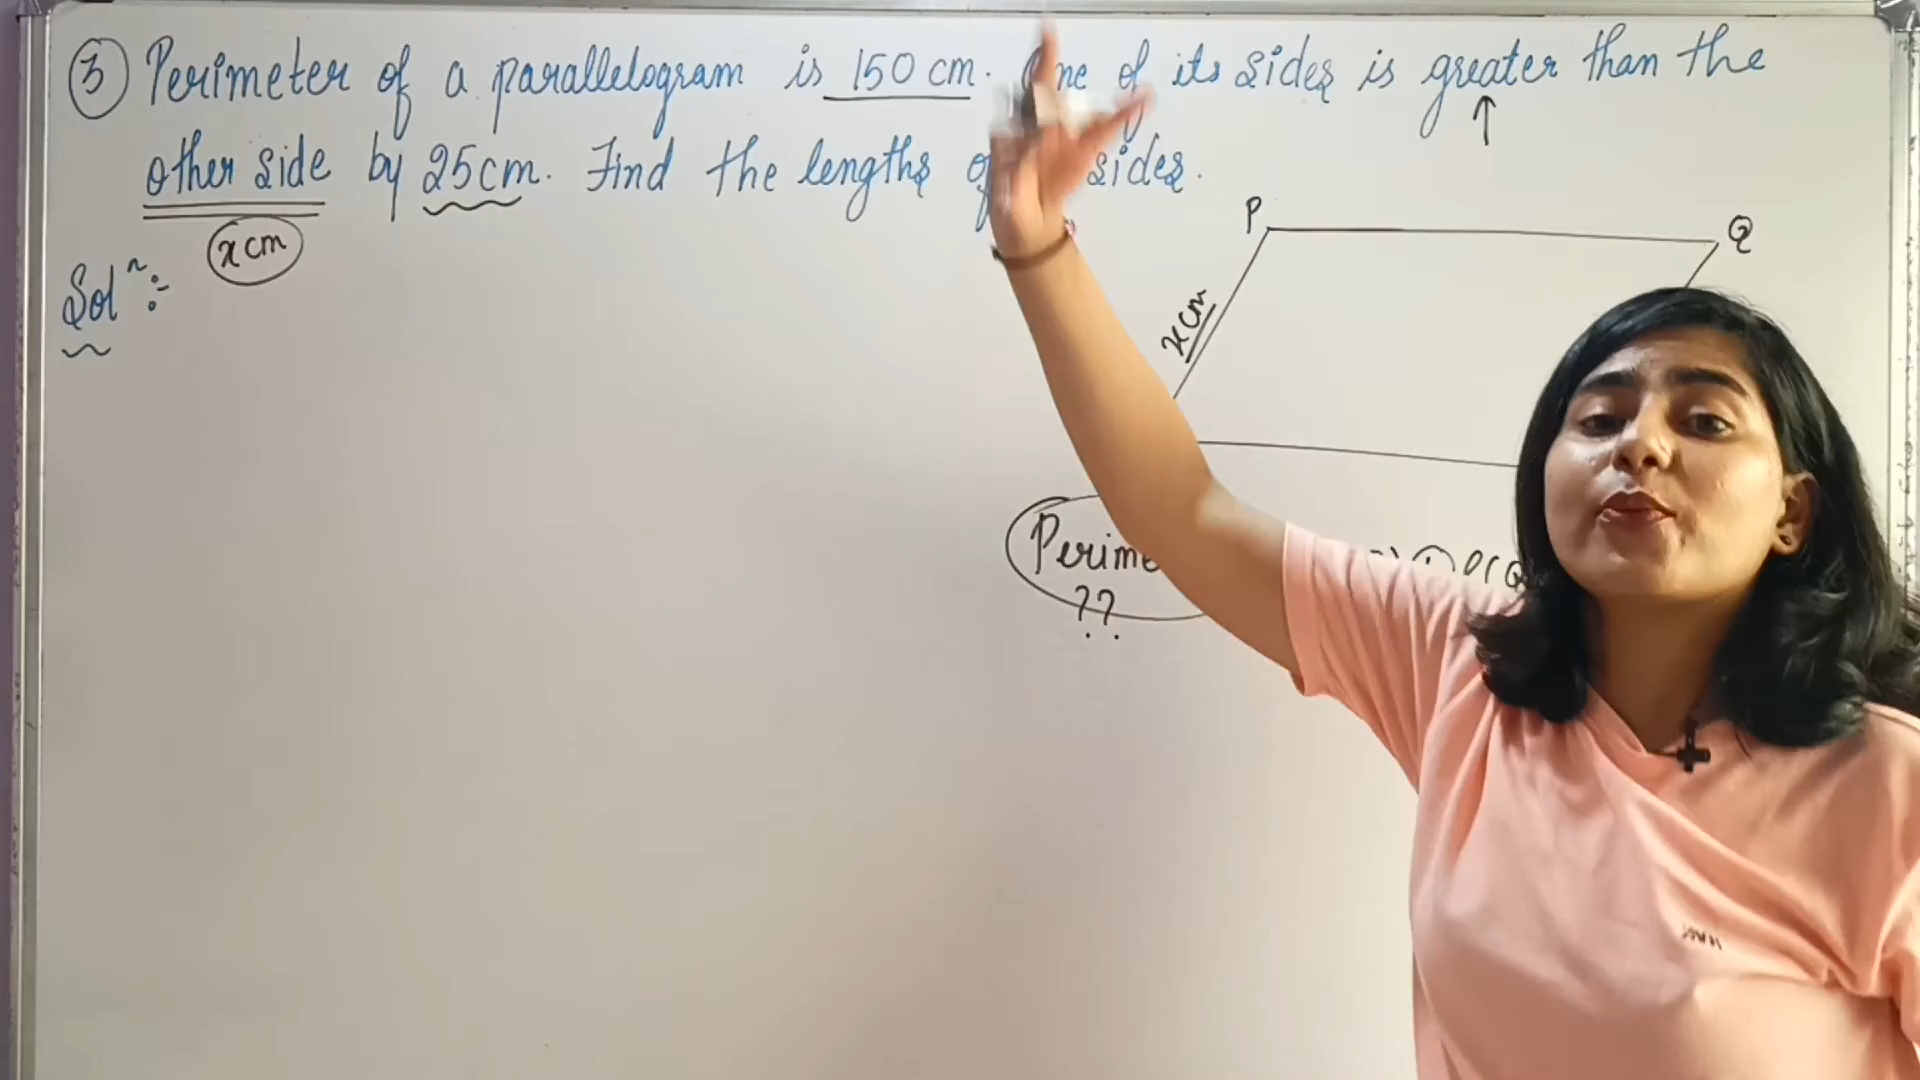 ③ Perimeter of a parallelogram is 150 cm. One of its sides is greater than the
other side by 25cm. Find the lengths of sides.
x cm
Solⁿ :-
P
Q
x cm
Perime
??